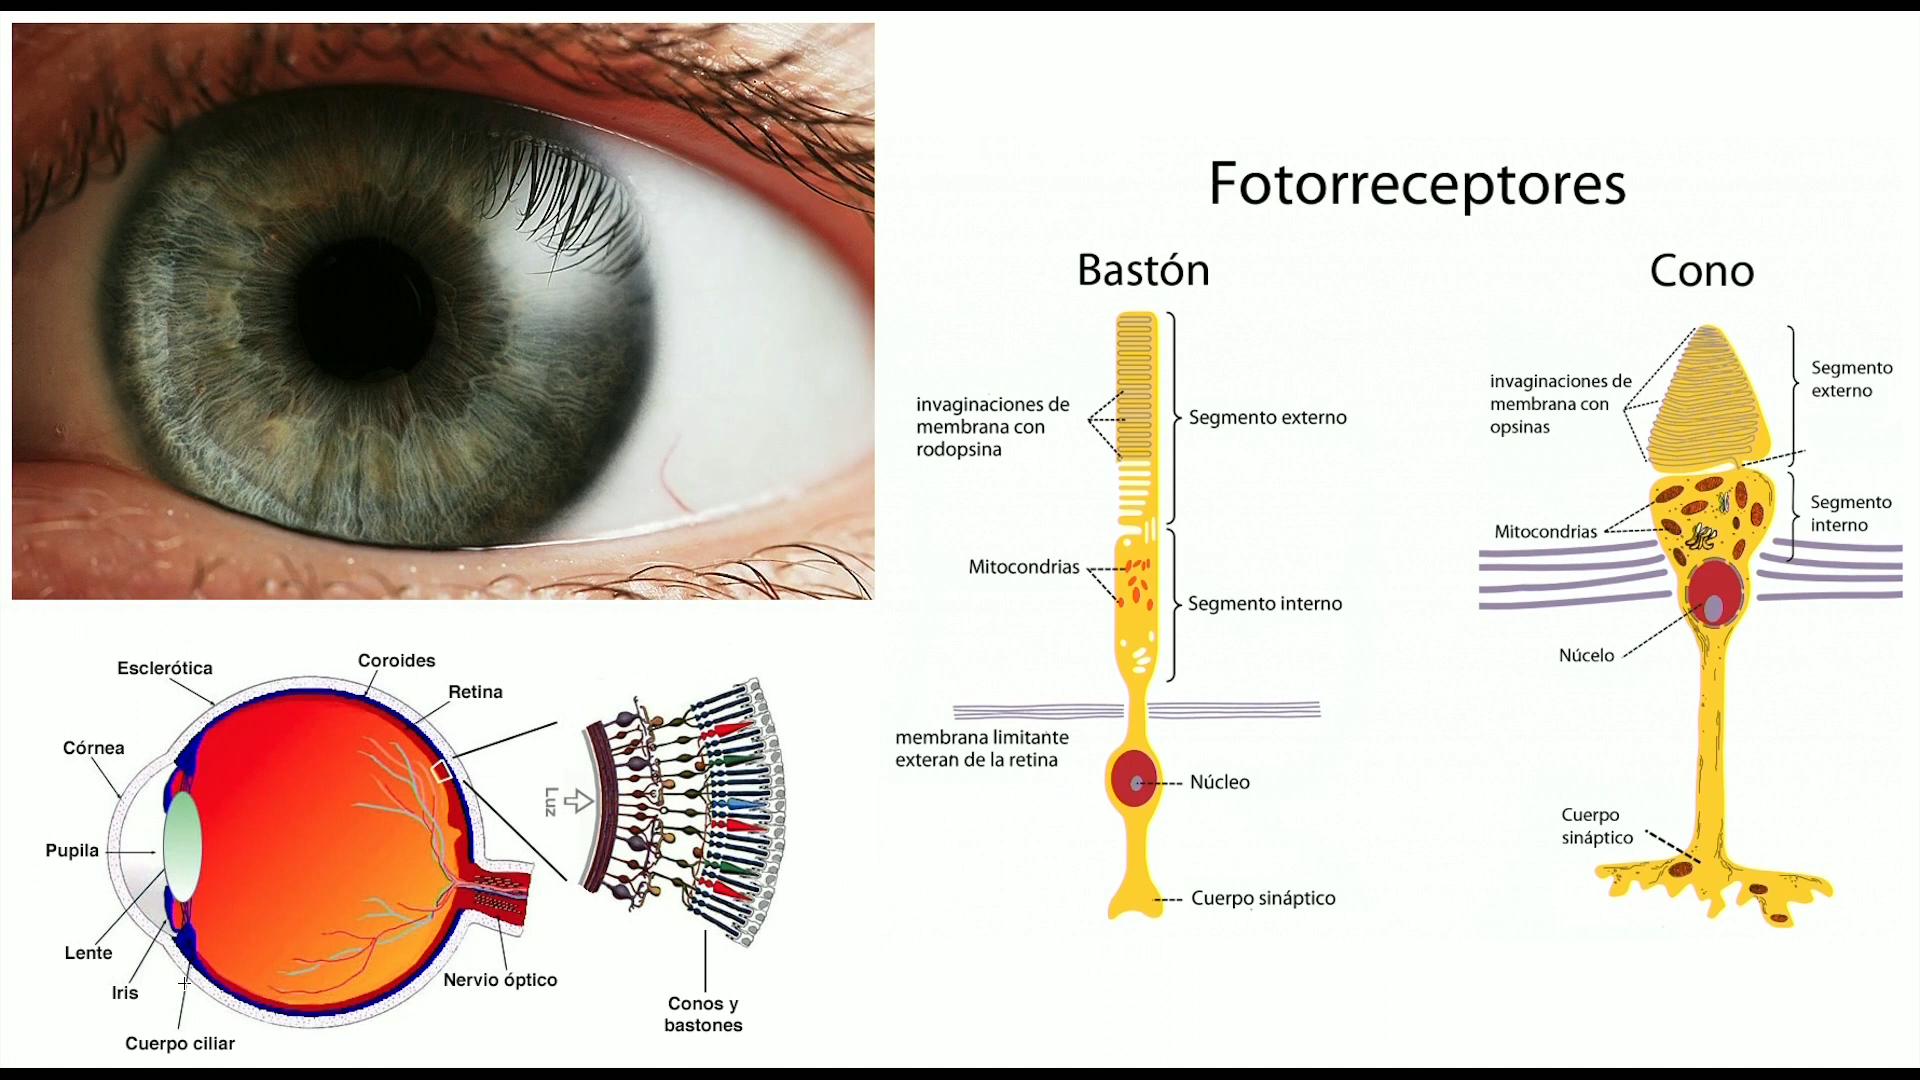 Fotorreceptores
Bastón
invaginaciones de
membrana con
rodopsina
Segmento externo
Mitocondrias
Segmento interno
membrana limitante
exteran de la retina
Núcleo
Cuerpo sináptico
Cono
invaginaciones de
membrana con
opsinas
Segmento
externo
Mitocondrias
Segmento
interno
Núcelo
Cuerpo
sináptico
Esclerótica
Coroides
Retina
Córnea
Pupila
Lente
Iris
Cuerpo ciliar
Nervio óptico
Luz
Conos y
bastones